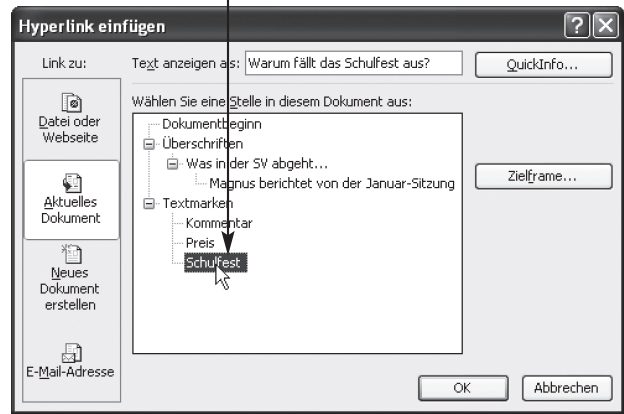 Hyperlink einfügen
Link zu:
Text anzeigen als: Warum fällt das Schulfest aus?
QuickInfo...
Datei oder
Webseite
Wählen Sie eine Stelle in diesem Dokument aus:
Dokumentbeginn
Überschriften
Was in der SV abgeht...
Magnus berichtet von der Januar-Sitzung
Zielframe...
Aktuelles
Dokument
Textmarken
Kommentar
Preis
Schulfest
Neues
Dokument
erstellen
E-Mail-Adresse
OK
Abbrechen